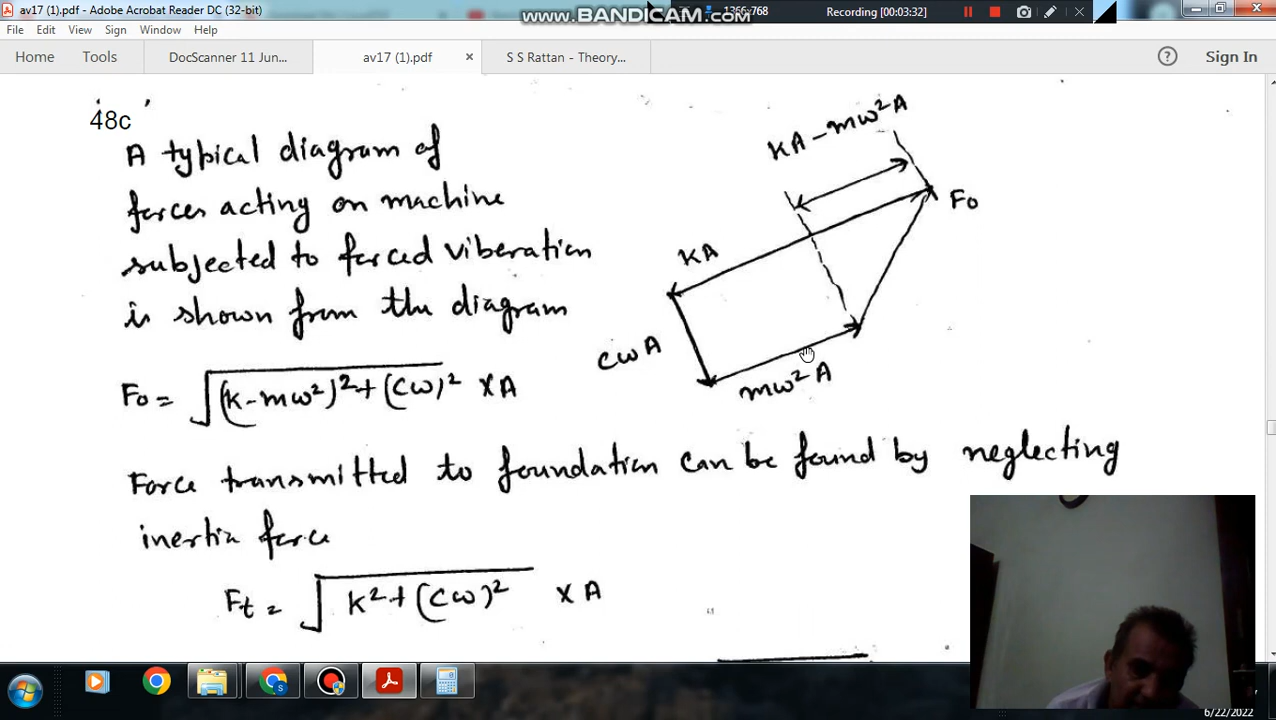 av17 (1).pdf - Adobe Acrobat Reader DC (32-bit)
www.BANDICAM.com
1366x768
Recording [00:03:32]
File Edit View Sign Window Help
Home Tools DocScanner 11 Jun... av17 (1).pdf × S S Rattan - Theory... ? Sign In
48c
A typical diagram of
forces acting on machine
subjected to forced viberation
is shown from the diagram
Fo = √(k-mω²)²+(cω)² XA
KA-mω²A
Fo
KA
cωA
mω²A
Force transmitted to foundation can be found by neglecting
inertia force
Ft = √K²+(cω)² XA
6/22/2022